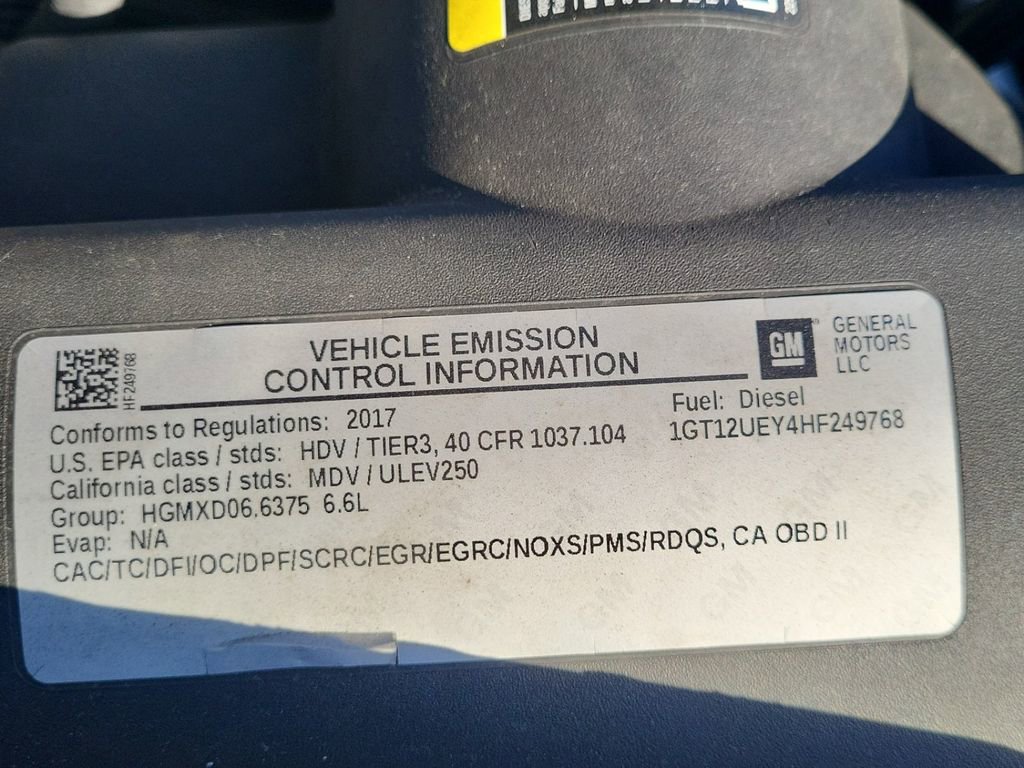 HF249768
VEHICLE EMISSION
CONTROL INFORMATION
GM
GENERAL
MOTORS
LLC
Conforms to Regulations: 2017
Fuel: Diesel
U.S. EPA class / stds: HDV / TIER3, 40 CFR 1037.104
1GT12UEY4HF249768
California class / stds: MDV / ULEV250
Group: HGMXD06.6375 6.6L
Evap: N/A
CAC/TC/DFI/OC/DPF/SCRC/EGR/EGRC/NOXS/PMS/RDQS, CA OBD II